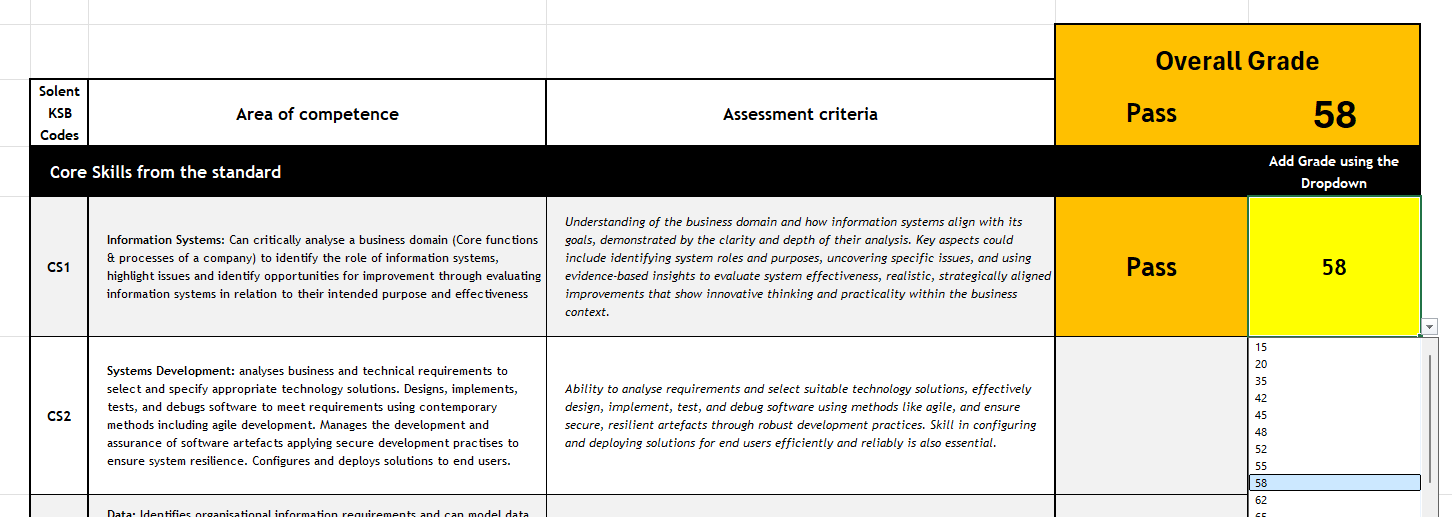 Overall Grade
Solent
KSB
Codes
Area of competence
Assessment criteria
Pass
58
Core Skills from the standard
Add Grade using the
Dropdown
CS1
Information Systems: Can critically analyse a business domain (Core functions
& processes of a company) to identify the role of information systems,
highlight issues and identify opportunities for improvement through evaluating
information systems in relation to their intended purpose and effectiveness
Understanding of the business domain and how information systems align with its
goals, demonstrated by the clarity and depth of their analysis. Key aspects could
include identifying system roles and purposes, uncovering specific issues, and using
evidence-based insights to evaluate system effectiveness, realistic, strategically aligned
improvements that show innovative thinking and practicality within the business
context.
Pass
58
CS2
Systems Development: analyses business and technical requirements to
select and specify appropriate technology solutions. Designs, implements,
tests, and debugs software to meet requirements using contemporary
methods including agile development. Manages the development and
assurance of software artefacts applying secure development practises to
ensure system resilience. Configures and deploys solutions to end users.
Ability to analyse requirements and select suitable technology solutions, effectively
design, implement, test, and debug software using methods like agile, and ensure
secure, resilient artefacts through robust development practices. Skill in configuring
and deploying solutions for end users efficiently and reliably is also essential.
15
20
35
42
45
48
52
55
58
62
65
Data: Identifies organisational information requirements and can model data